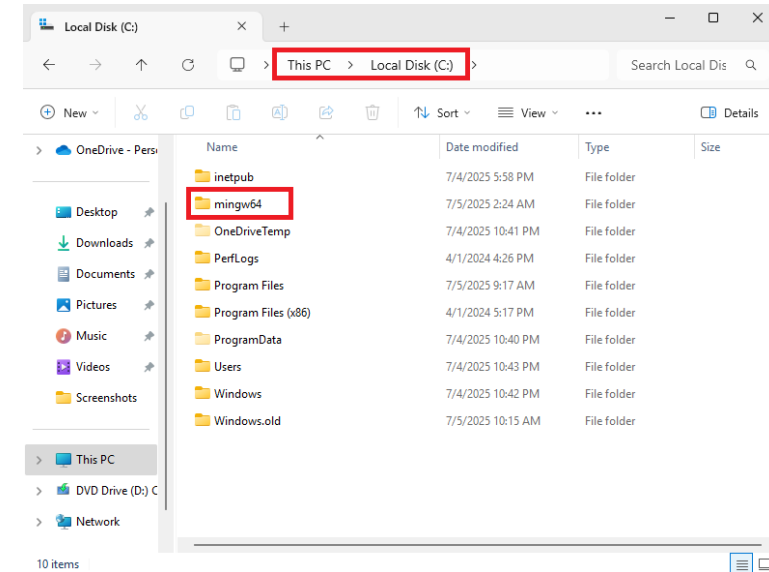 Local Disk (C:)
This PC > Local Disk (C:) >
Search Local Dis
New
Sort
View
Details
Name Date modified Type Size
OneDrive - Perso
Desktop
Downloads
Documents
Pictures
Music
Videos
Screenshots
This PC
DVD Drive (D:) C
Network
inetpub 7/4/2025 5:58 PM File folder
mingw64 7/5/2025 2:24 AM File folder
OneDriveTemp 7/4/2025 10:41 PM File folder
PerfLogs 4/1/2024 4:26 PM File folder
Program Files 7/5/2025 9:17 AM File folder
Program Files (x86) 4/1/2024 5:17 PM File folder
ProgramData 7/4/2025 10:40 PM File folder
Users 7/4/2025 10:43 PM File folder
Windows 7/4/2025 10:42 PM File folder
Windows.old 7/5/2025 10:15 AM File folder
10 items